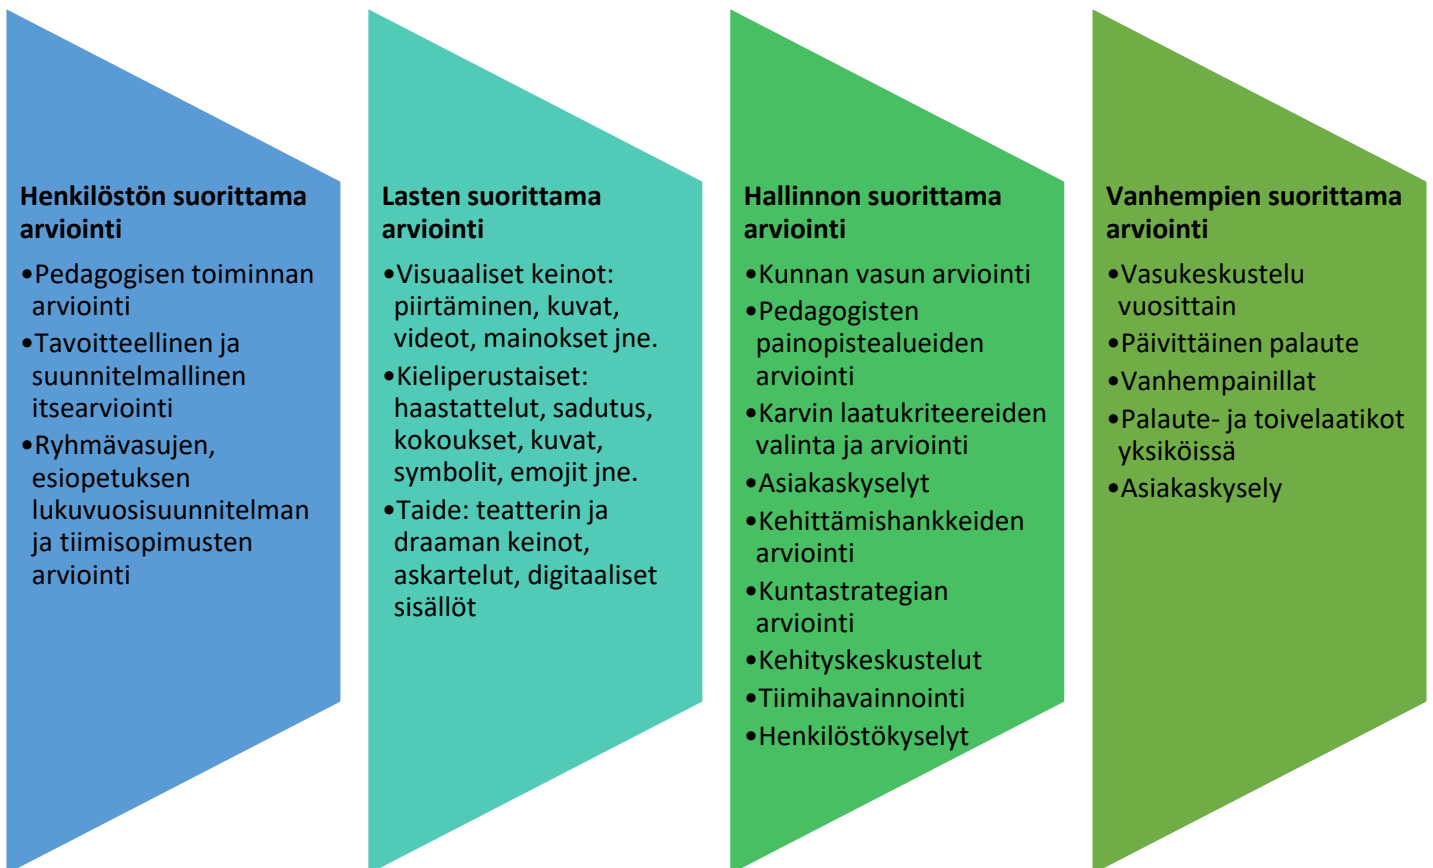 Henkilöstön suorittama
arviointi
•Pedagogisen toiminnan
arviointi
•Tavoitteellinen ja
suunnitelmallinen
itsearviointi
•Ryhmävasujen,
esiopetuksen
lukuvuosisuunnitelman
ja tiimisopimusten
arviointi
Lasten suorittama
arviointi
•Visuaaliset keinot:
piirtäminen, kuvat,
videot, mainokset jne.
•Kieliperustaiset:
haastattelut, sadutus,
kokoukset, kuvat,
symbolit, emojit jne.
•Taide: teatterin ja
draaman keinot,
askartelut, digitaaliset
sisällöt
Hallinnon suorittama
arviointi
•Kunnan vasun arviointi
•Pedagogisten
painopistealueiden
arviointi
•Karvin laatukriteereiden
valinta ja arviointi
•Asiakaskyselyt
•Kehittämishankkeiden
arviointi
•Kuntastrategian
arviointi
•Kehityskeskustelut
•Tiimihavainnointi
•Henkilöstökyselyt
Vanhempien suorittama
arviointi
•Vasukeskustelu
vuosittain
•Päivittäinen palaute
•Vanhempainillat
•Palaute- ja toivelaatikot
yksiköissä
•Asiakaskysely